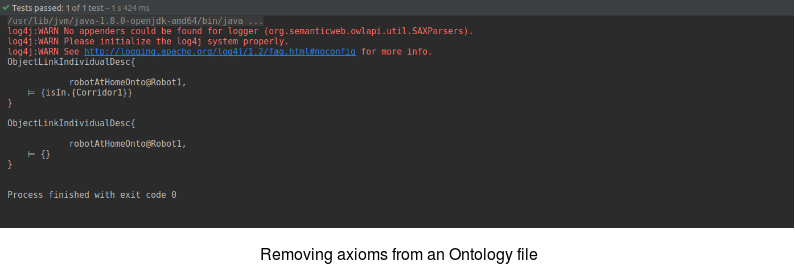 Tests passed: 1 of 1 test – 1 s 424 ms
/usr/lib/jvm/java-1.8.0-openjdk-amd64/bin/java ...
log4j:WARN No appenders could be found for logger (org.semanticweb.owlapi.util.SAXParsers).
log4j:WARN Please initialize the log4j system properly.
log4j:WARN See http://logging.apache.org/log4j/1.2/faq.html#noconfig for more info.
ObjectLinkIndividualDesc{
robotAtHomeOnto@Robot1,
⊨ {isIn.{Corridor1}}
}
ObjectLinkIndividualDesc{
robotAtHomeOnto@Robot1,
⊨ {}
}
Process finished with exit code 0
Removing axioms from an Ontology file